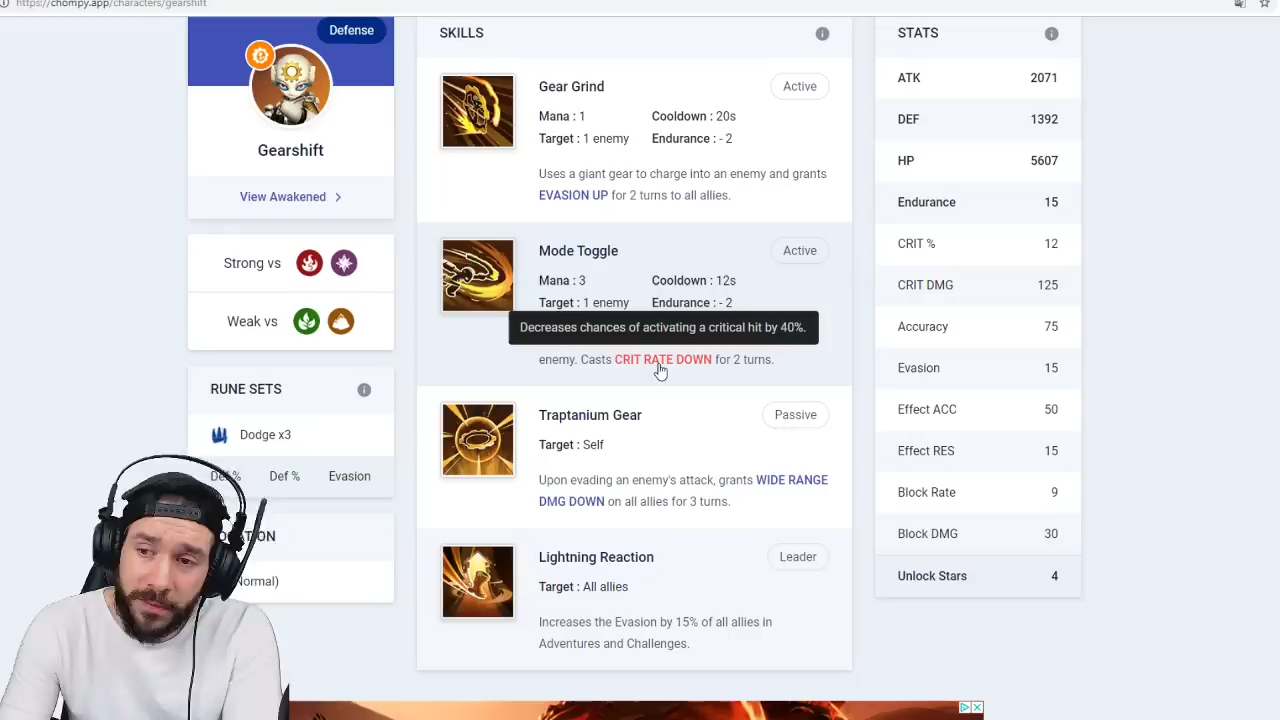 https://chompy.app/characters/gearshift
Defense
Gearshift
View Awakened >
Strong vs
Weak vs
RUNE SETS
Dodge x3
Def %
Def %
Evasion
SKILLS
Gear Grind
Active
Mana : 1
Cooldown : 20s
Target : 1 enemy
Endurance : - 2
Uses a giant gear to charge into an enemy and grants
EVASION UP for 2 turns to all allies.
Mode Toggle
Active
Mana : 3
Cooldown : 12s
Target : 1 enemy
Endurance : - 2
Decreases chances of activating a critical hit by 40%.
enemy. Casts CRIT RATE DOWN for 2 turns.
Traptanium Gear
Passive
Target : Self
Upon evading an enemy's attack, grants WIDE RANGE
DMG DOWN on all allies for 3 turns.
Lightning Reaction
Leader
Target : All allies
Increases the Evasion by 15% of all allies in
Adventures and Challenges.
STATS
ATK 2071
DEF 1392
HP 5607
Endurance 15
CRIT % 12
CRIT DMG 125
Accuracy 75
Evasion 15
Effect ACC 50
Effect RES 15
Block Rate 9
Block DMG 30
Unlock Stars 4